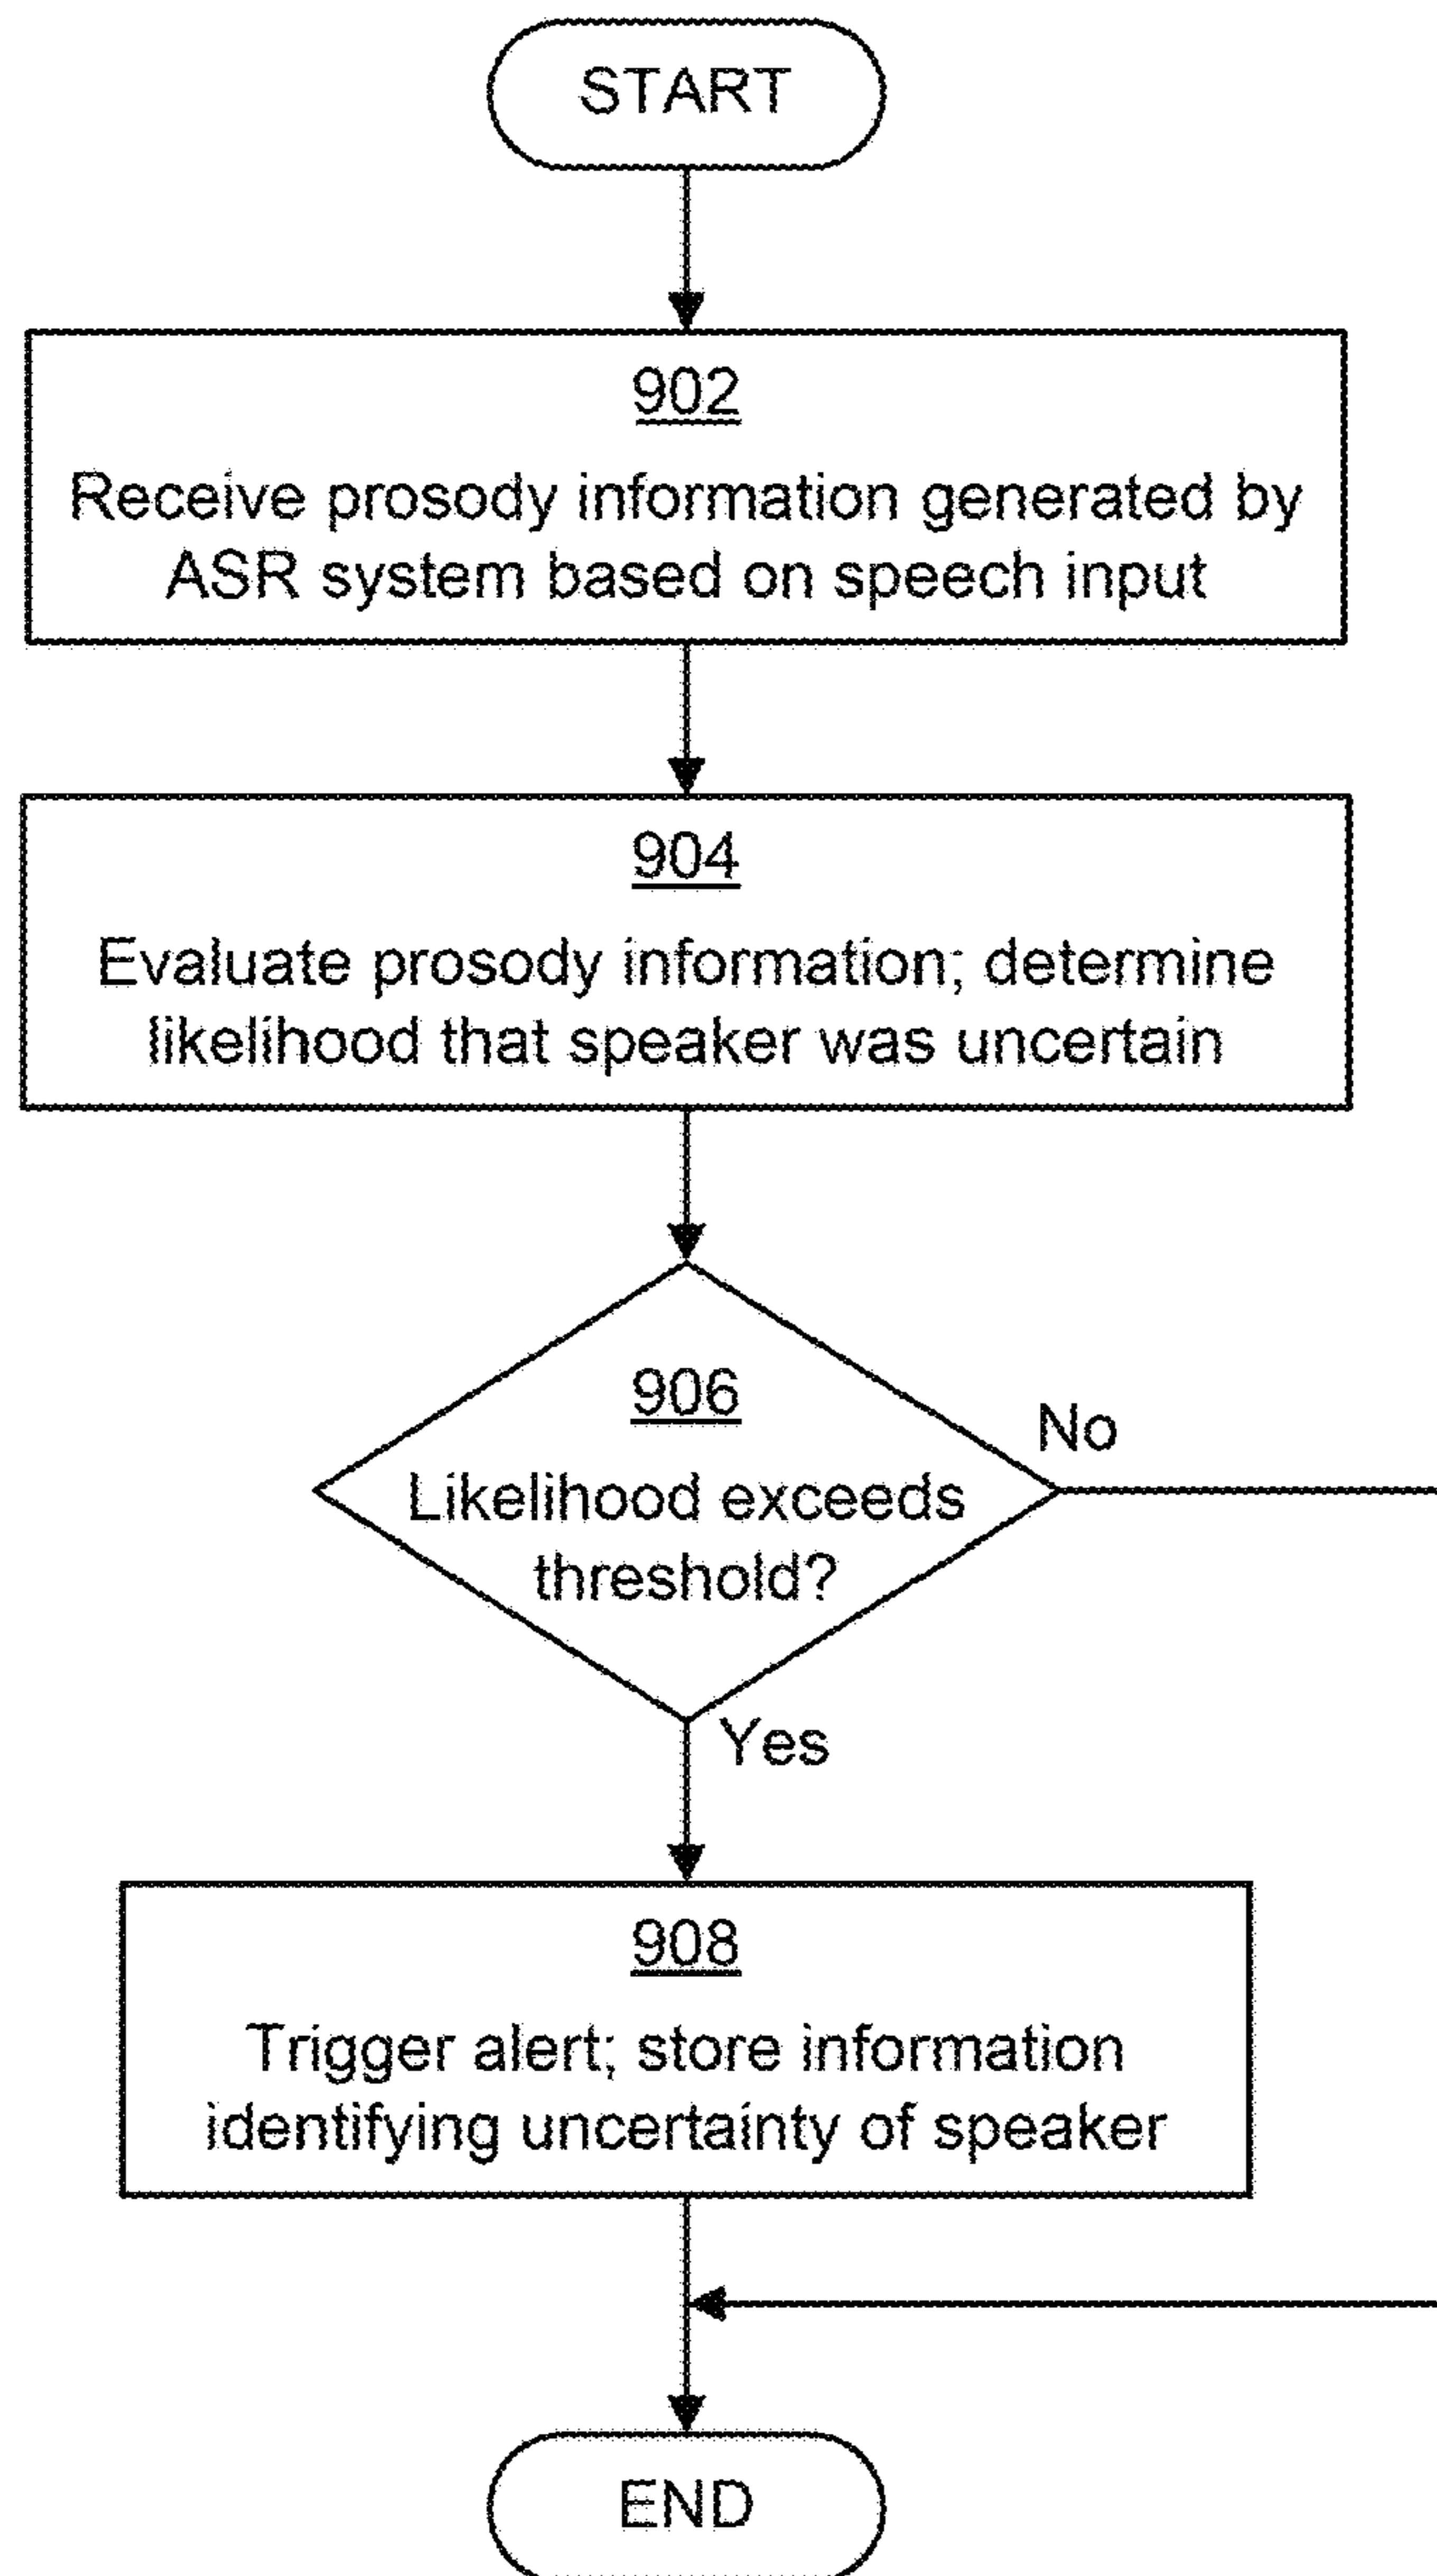 START
902
Receive prosody information generated by
ASR system based on speech input
904
Evaluate prosody information; determine
likelihood that speaker was uncertain
906
No
Likelihood exceeds
threshold?
Yes
908
Trigger alert; store information
identifying uncertainty of speaker
END